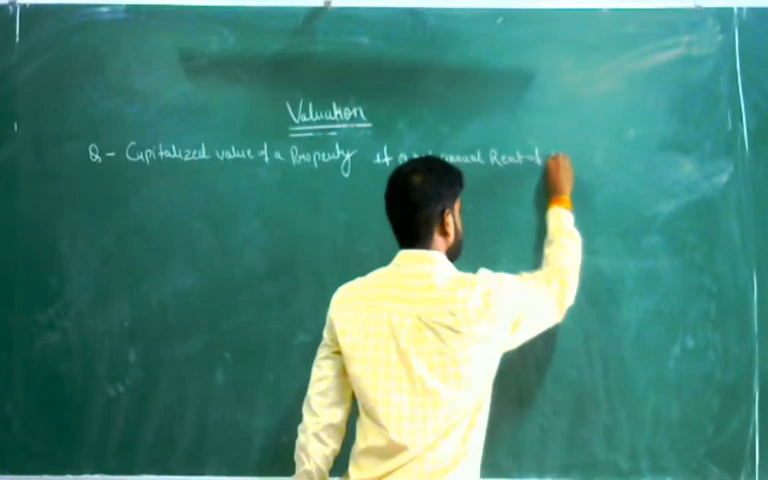 Valuation
Q - Capitalized value of a Property if a annual Rent of